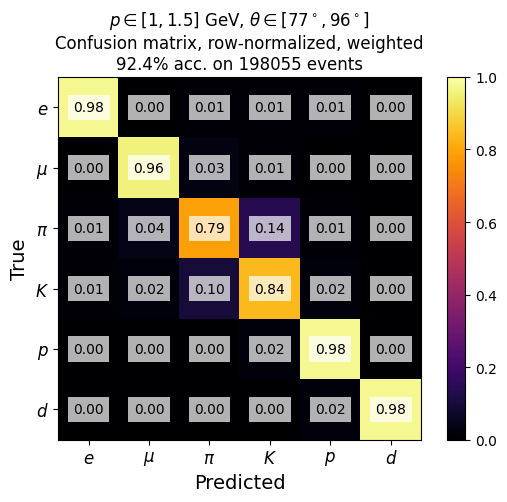 p ∈ [1, 1.5] GeV, θ ∈ [77°, 96°]
Confusion matrix, row-normalized, weighted
92.4% acc. on 198055 events
e 0.98 0.00 0.01 0.01 0.01 0.00
μ 0.00 0.96 0.03 0.01 0.00 0.00
π 0.01 0.04 0.79 0.14 0.01 0.00
K 0.01 0.02 0.10 0.84 0.02 0.00
p 0.00 0.00 0.00 0.02 0.98 0.00
d 0.00 0.00 0.00 0.00 0.02 0.98
e μ π K p d
Predicted
True
1.0
0.8
0.6
0.4
0.2
0.0